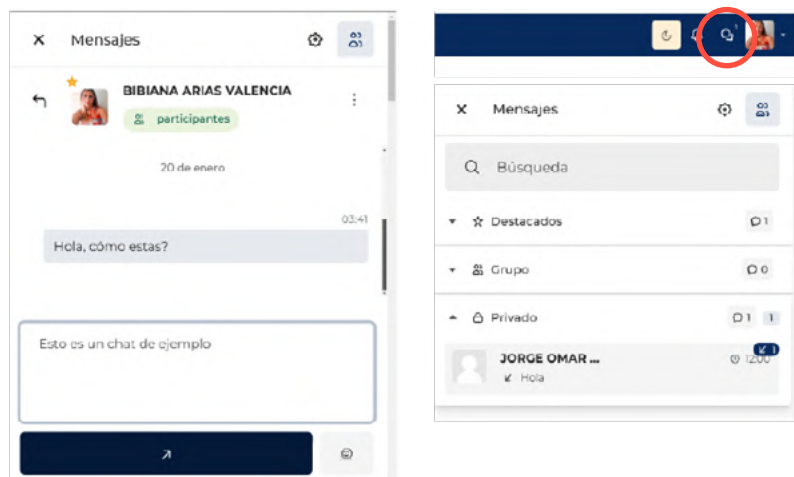 Mensajes
BIBIANA ARIAS VALENCIA
participantes
20 de enero
03:41
Hola, cómo estas?
Esto es un chat de ejemplo
1
Mensajes
Búsqueda
Destacados
1
Grupo
0
Privado
1 1
1
JORGE OMAR ...
12:00
Hola